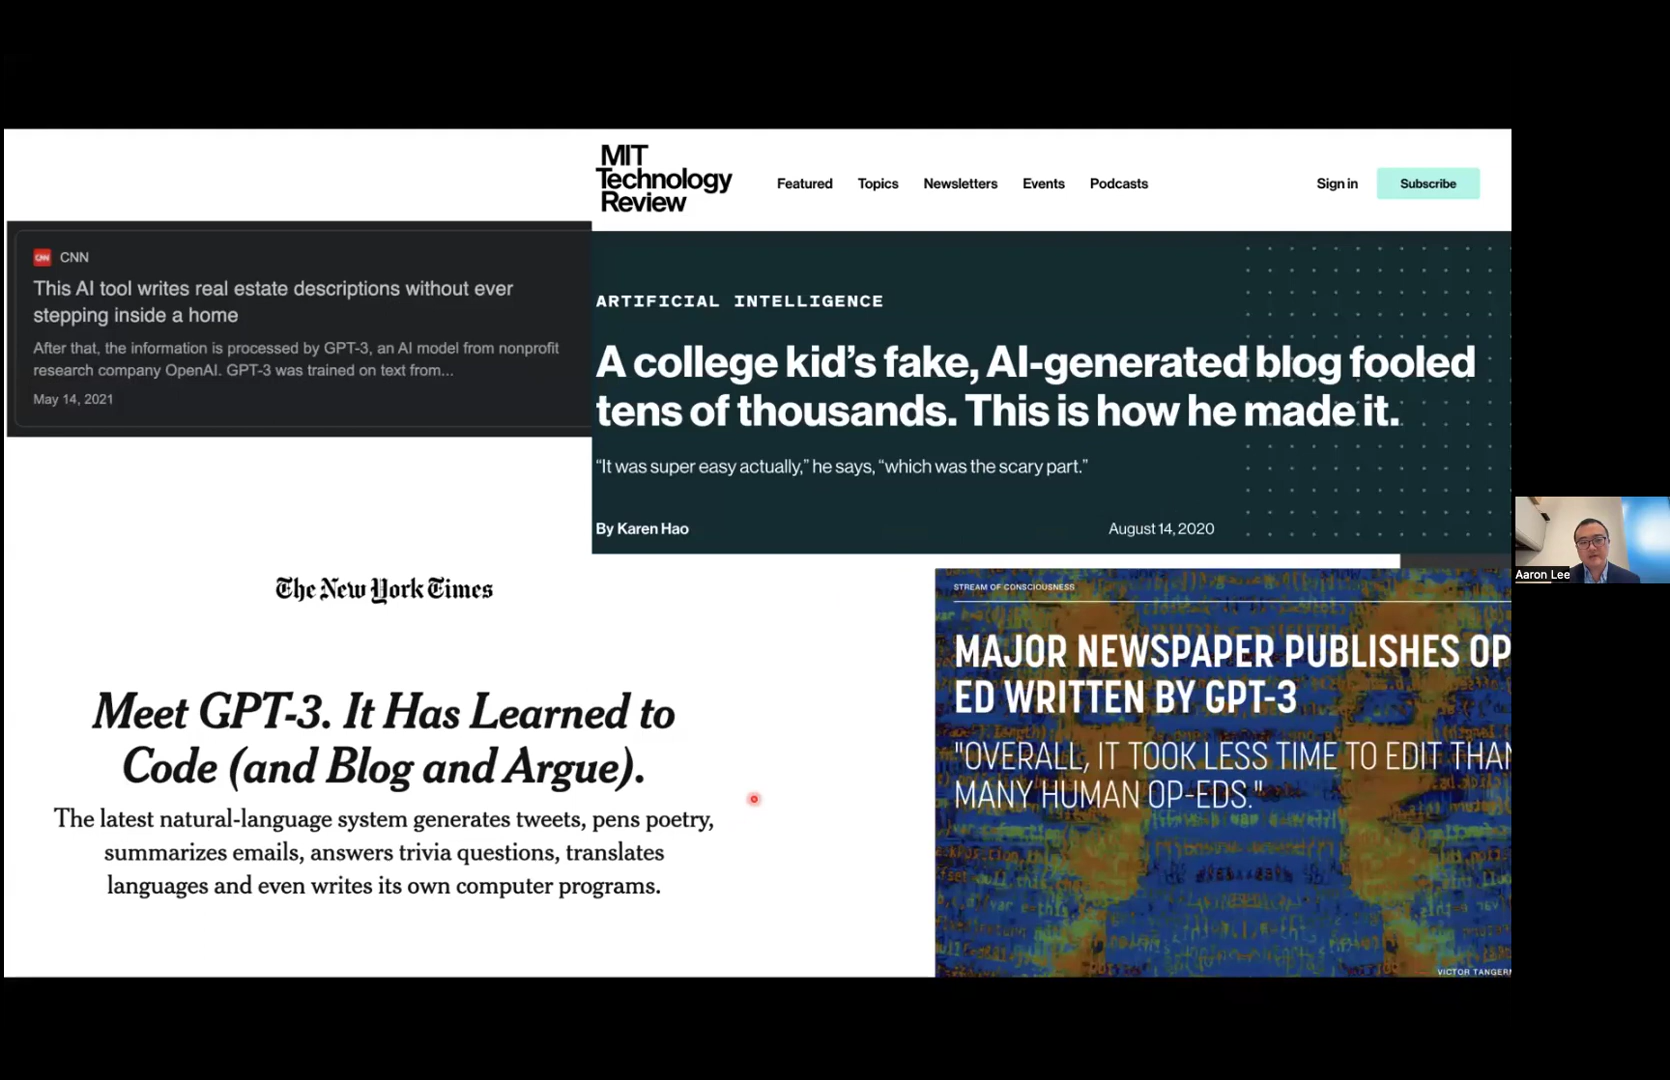 MIT
Technology
Review
Featured Topics Newsletters Events Podcasts
Sign in
Subscribe
CNN
This AI tool writes real estate descriptions without ever
stepping inside a home
After that, the information is processed by GPT-3, an AI model from nonprofit
research company OpenAI. GPT-3 was trained on text from...
May 14, 2021
ARTIFICIAL INTELLIGENCE
A college kid’s fake, AI-generated blog fooled
tens of thousands. This is how he made it.
“It was super easy actually,” he says, “which was the scary part.”
By Karen Hao
August 14, 2020
Aaron Lee
The New York Times
Meet GPT-3. It Has Learned to
Code (and Blog and Argue).
The latest natural-language system generates tweets, pens poetry,
summarizes emails, answers trivia questions, translates
languages and even writes its own computer programs.
STREAM OF CONSCIOUSNESS
MAJOR NEWSPAPER PUBLISHES OP
ED WRITTEN BY GPT-3
"OVERALL, IT TOOK LESS TIME TO EDIT THAN
MANY HUMAN OP-EDS."
VICTOR